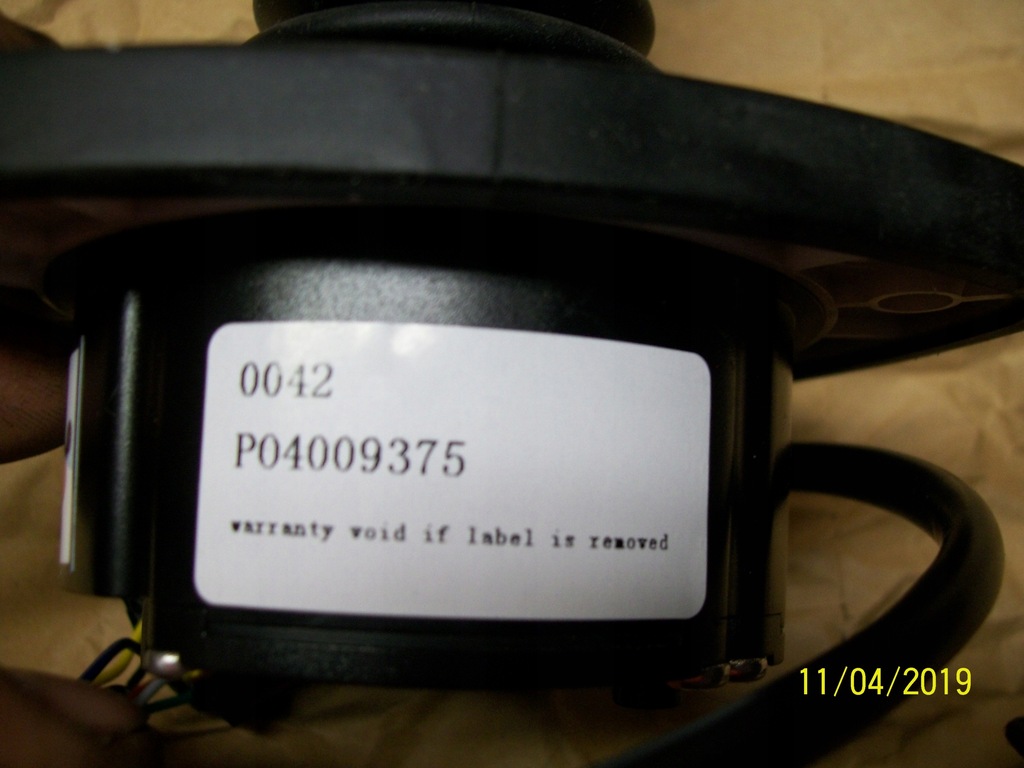 0042
P04009375
warranty void if label is removed
11/04/2019